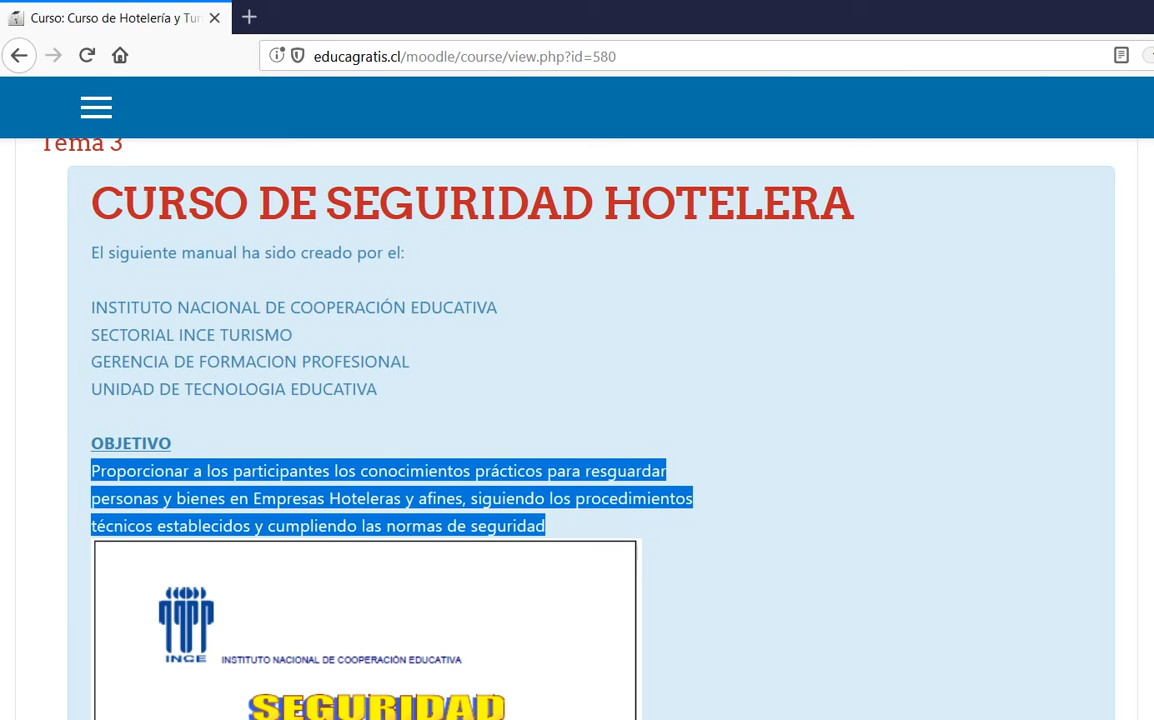 Curso: Curso de Hotelería y Tur
educagratis.cl/moodle/course/view.php?id=580
Tema 3
CURSO DE SEGURIDAD HOTELERA
El siguiente manual ha sido creado por el:
INSTITUTO NACIONAL DE COOPERACIÓN EDUCATIVA
SECTORIAL INCE TURISMO
GERENCIA DE FORMACION PROFESIONAL
UNIDAD DE TECNOLOGIA EDUCATIVA
OBJETIVO
Proporcionar a los participantes los conocimientos prácticos para resguardar
personas y bienes en Empresas Hoteleras y afines, siguiendo los procedimientos
técnicos establecidos y cumpliendo las normas de seguridad
INCE INSTITUTO NACIONAL DE COOPERACIÓN EDUCATIVA
SEGURIDAD